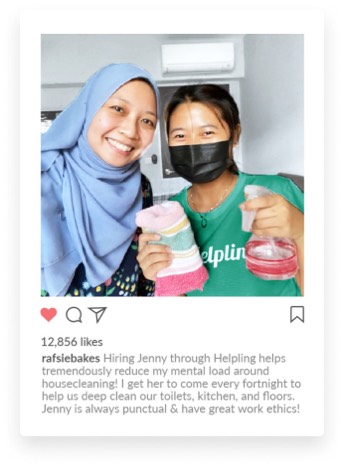 elplin
12,856 likes
rafsiebakes Hiring Jenny through Helpling helps
tremendously reduce my mental load around
housecleaning! I get her to come every fortnight to
help us deep clean our toilets, kitchen, and floors.
Jenny is always punctual & have great work ethics!